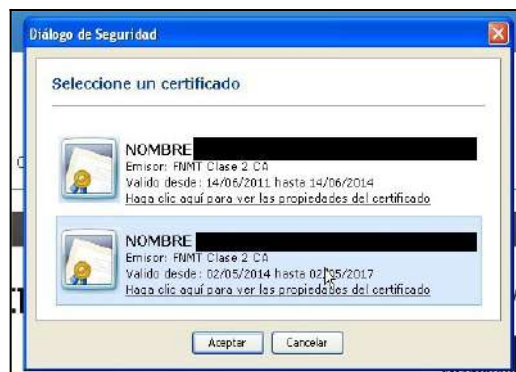 Diálogo de Seguridad
Seleccione un certificado
NOMBRE
Emisor: FNMT Clase 2 CA
Valido desde: 14/06/2011 hasta 14/06/2014
Haga clic aquí para ver las propiedades del certificado
NOMBRE
Emisor: FNMT Clase 2 CA
Valido desde: 02/05/2014 hasta 02/05/2017
Haga clic aquí para ver las propiedades del certificado
Aceptar
Cancelar